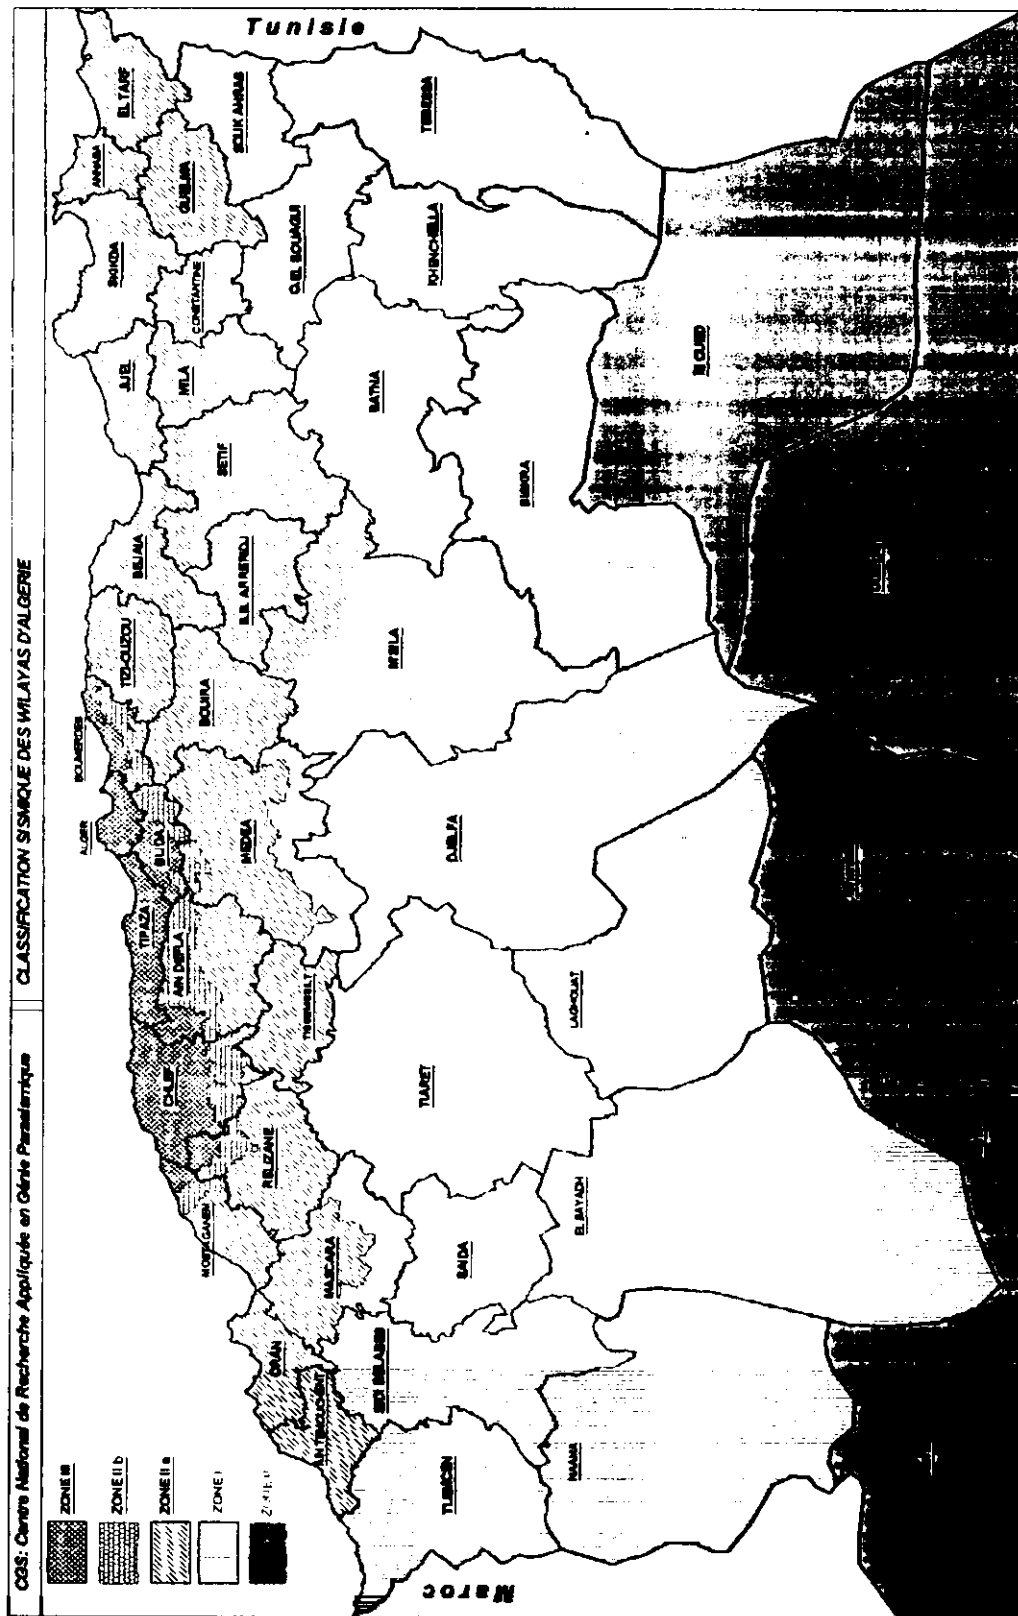 CGS: Centre National de Recherche Appliquée en Génie Parasismique
CLASSIFICATION SISMIQUE DES WILAYAS D'ALGERIE
ZONE III
ZONE II b
ZONE II a
ZONE I
Maroc
Tunisie
ALGER
BOUMERDES
TIPAZA
BLIDA
CHLEF
AIN DEFLA
MEDEA
BOUIRA
TIZI-OUZOU
BEJAIA
JIJEL
SKIKDA
ANNABA
EL TARF
GUELMA
CONSTANTINE
MILA
SETIF
B.B. ARRERIDJ
SOUK AHRAS
O.EL BOUAGUI
MOSTAGANEM
RELIZANE
TISSEMSILT
ORAN
MASCARA
AIN TEMOUCHENT
SIDI BELABBES
TLEMCEN
SAIDA
TIARET
DJELFA
M'SILA
BATNA
KHENCHELLA
TEBESSA
BISKRA
EL OUED
LAGHOUAT
EL BAYADH
NAAMA